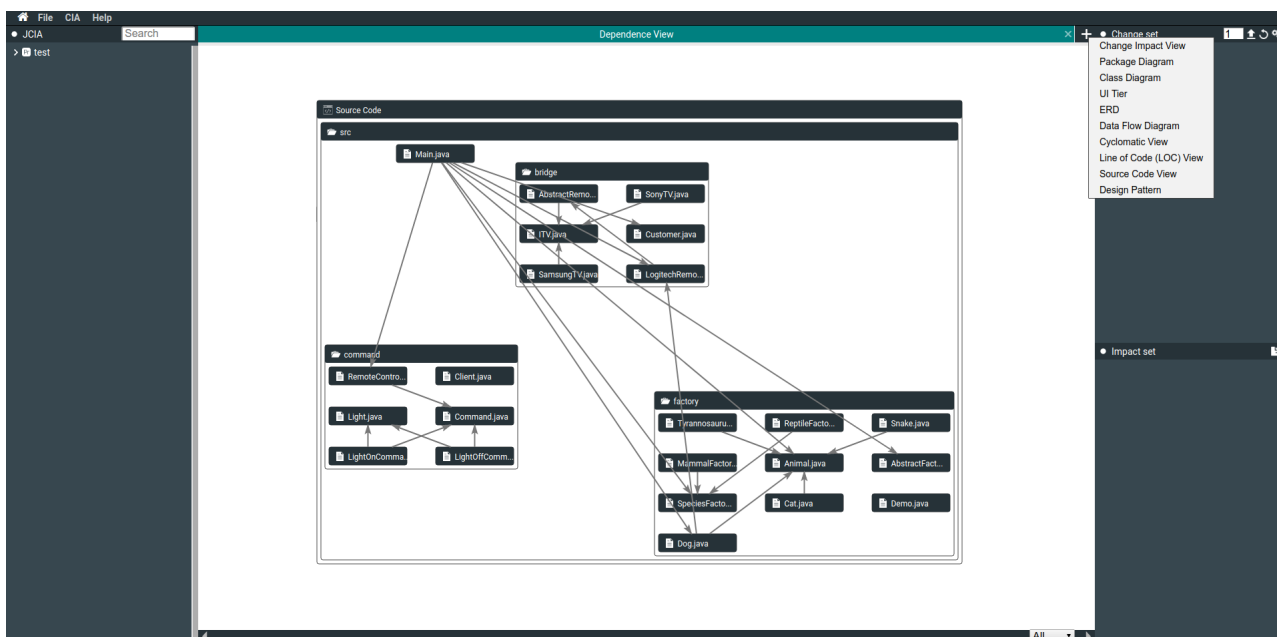 File CIA Help
JCIA Search
Dependence View
Change set 1
test
Change Impact View
Package Diagram
Class Diagram
UI Tier
ERD
Data Flow Diagram
Cyclomatic View
Line of Code (LOC) View
Source Code View
Design Pattern
Source Code
src
Main.java
bridge
AbstractRemo... SonyTV.java
ITV.java Customer.java
SamsungTV.java LogitechRemo...
command
RemoteContro... Client.java
Light.java Command.java
LightOnComma... LightOffComm...
factory
Tyrannosauru... ReptileFacto... Snake.java
MammalFactor... Animal.java AbstractFact...
SpeciesFacto... Cat.java Demo.java
Dog.java
Impact set
All